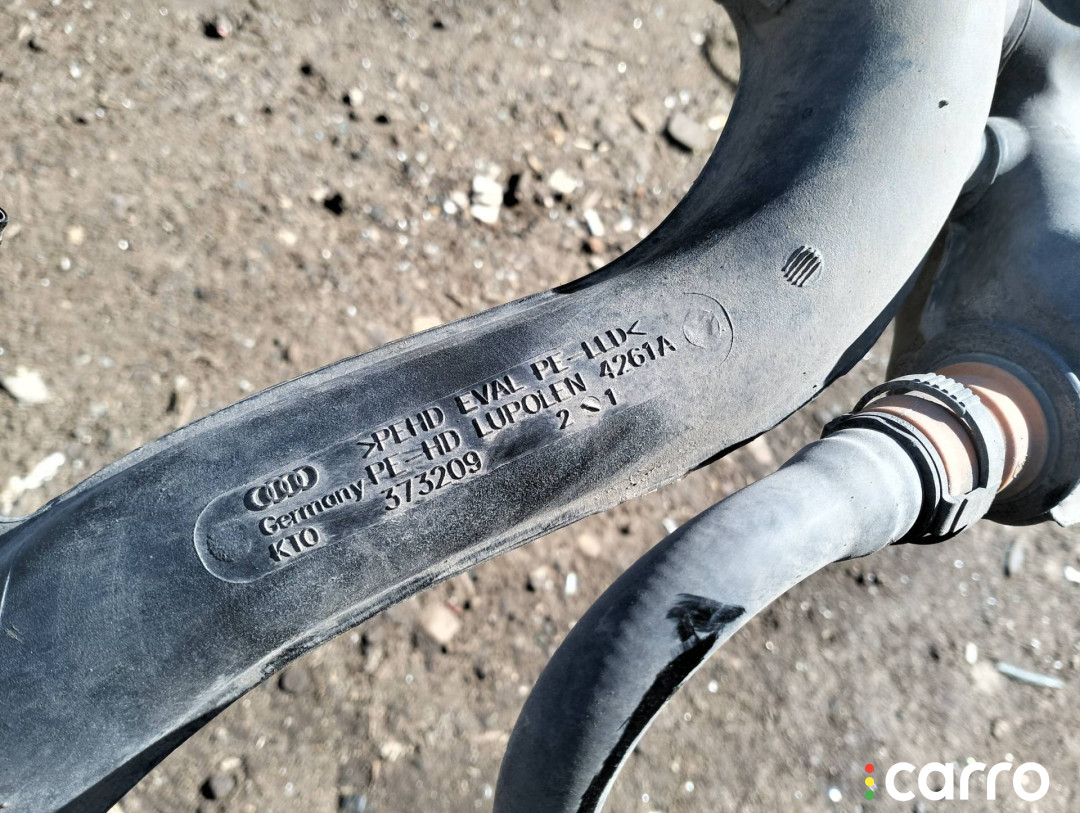 >PEHD EVAL PE-LLD<
Germany PE-HD LUPOLEN 4261A
KTO 373209 2 1
carro